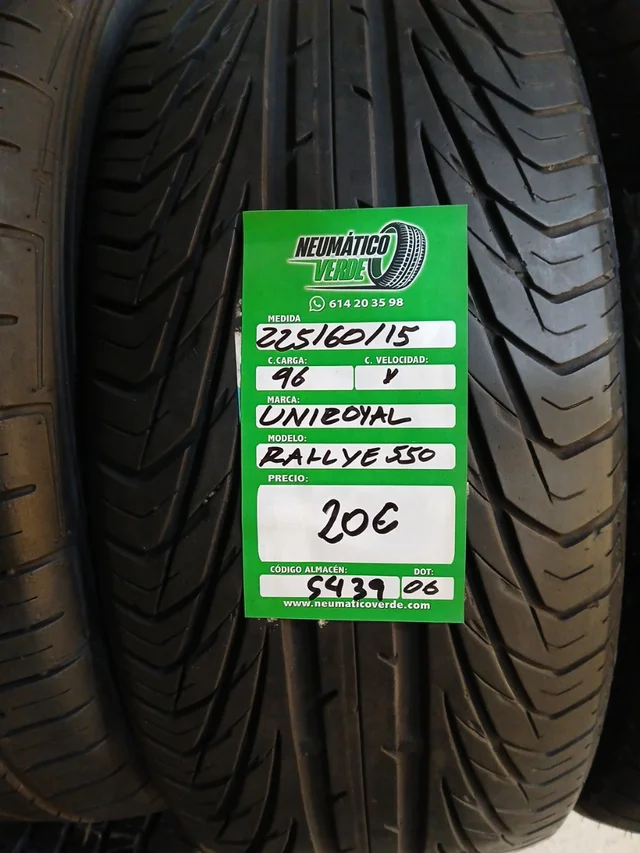 NEUMÁTICO
VERDE
614 20 35 98
MEDIDA
225/60/15
C.CARGA: C. VELOCIDAD:
96 V
MARCA:
UNIROYAL
MODELO:
RALLYE 550
PRECIO:
20€
CÓDIGO ALMACÉN: DOT:
5439 06
www.neumaticoverde.com